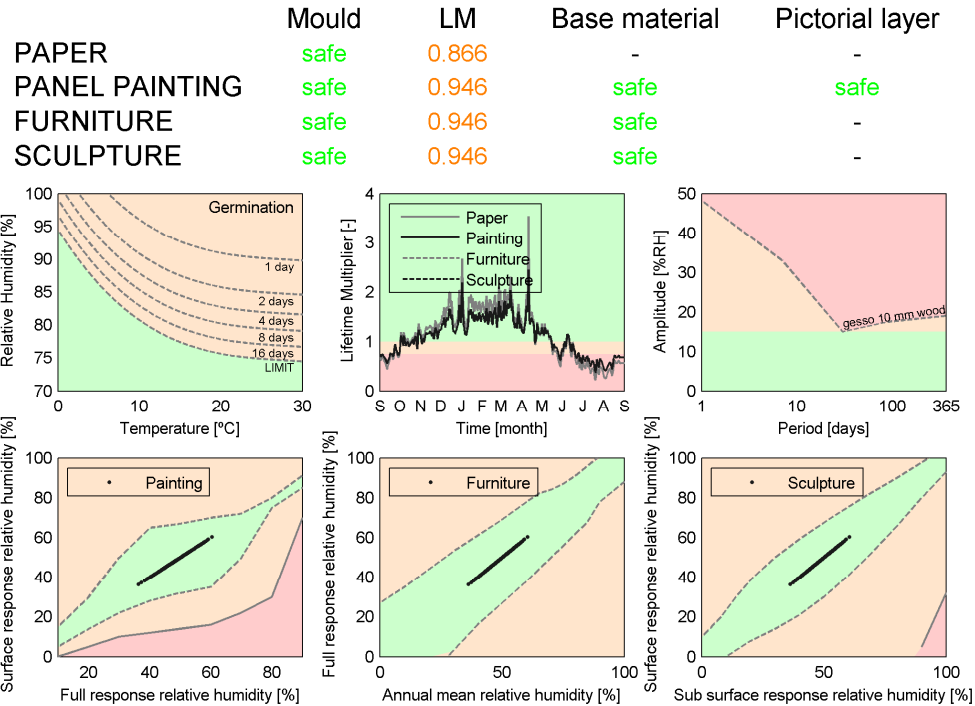 Mould LM Base material Pictorial layer
PAPER safe 0.866 - -
PANEL PAINTING safe 0.946 safe safe
FURNITURE safe 0.946 safe -
SCULPTURE safe 0.946 safe -
Relative Humidity [%]
100
95
90
85
80
75
70
Germination
1 day
2 days
4 days
8 days
16 days
LIMIT
0 10 20 30
Temperature [ºC]
Lifetime Multiplier [-]
4
3
2
1
0
Paper
Painting
Furniture
Sculpture
S O N D J F M A M J J A S
Time [month]
Amplitude [%RH]
50
40
30
20
10
0
gesso 10 mm wood
1 10 100 365
Period [days]
Surface response relative humidity [%]
100
80
60
40
20
0
Painting
20 40 60 80
Full response relative humidity [%]
Full response relative humidity [%]
100
80
60
40
20
0
Furniture
0 50 100
Annual mean relative humidity [%]
Surface response relative humidity [%]
100
80
60
40
20
0
Sculpture
0 50 100
Sub surface response relative humidity [%]